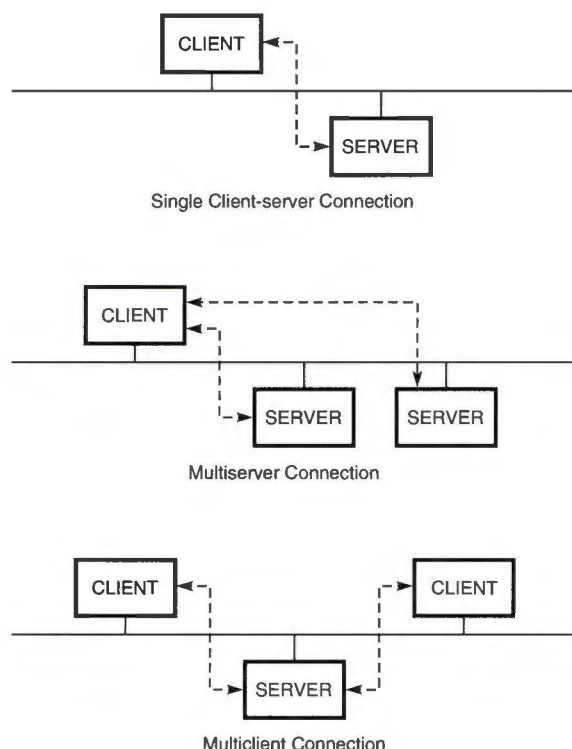 CLIENT
SERVER
Single Client-server Connection
CLIENT
SERVER SERVER
Multiserver Connection
CLIENT CLIENT
SERVER
Multiclient Connection